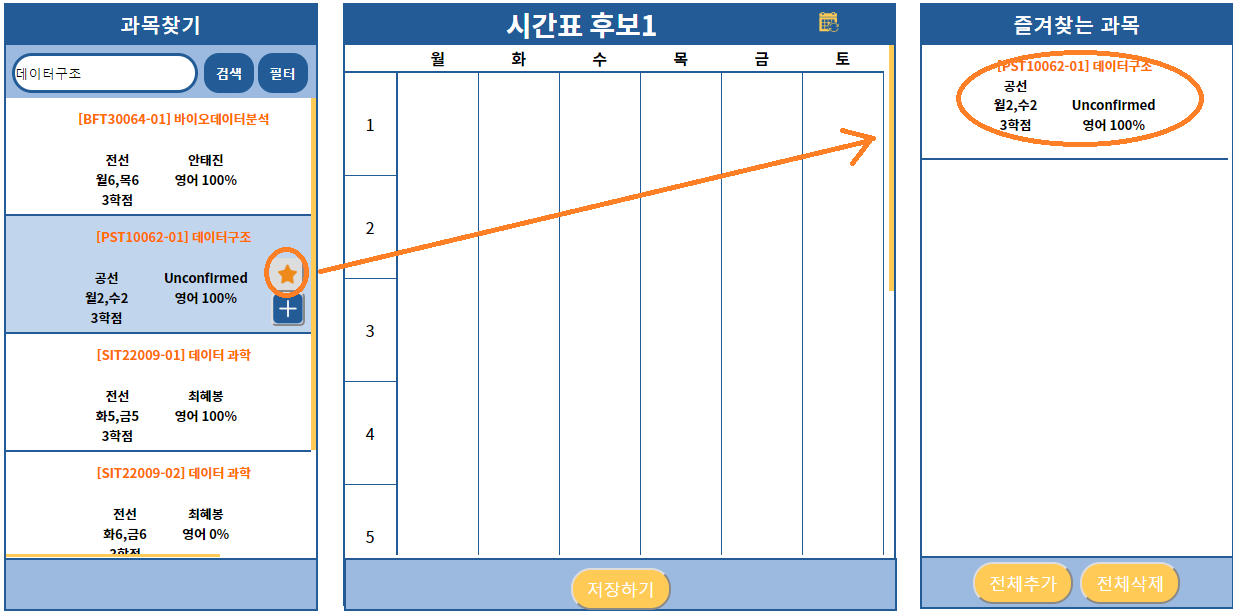 과목찾기
데이터구조
검색
필터
[BFT30064-01] 바이오데이터분석
전선 안태진
월6,목6 영어 100%
3학점
[PST10062-01] 데이터구조
공선 Unconfirmed
월2,수2 영어 100%
3학점
[SIT22009-01] 데이터 과학
전선 최혜봉
화5,금5 영어 100%
3학점
[SIT22009-02] 데이터 과학
전선 최혜봉
화6,금6 영어 0%
3학점
시간표 후보1
월 화 수 목 금 토
1
2
3
4
5
저장하기
즐겨찾는 과목
[PST10062-01] 데이터구조
공선
월2,수2 Unconfirmed
3학점 영어 100%
전체추가 전체삭제